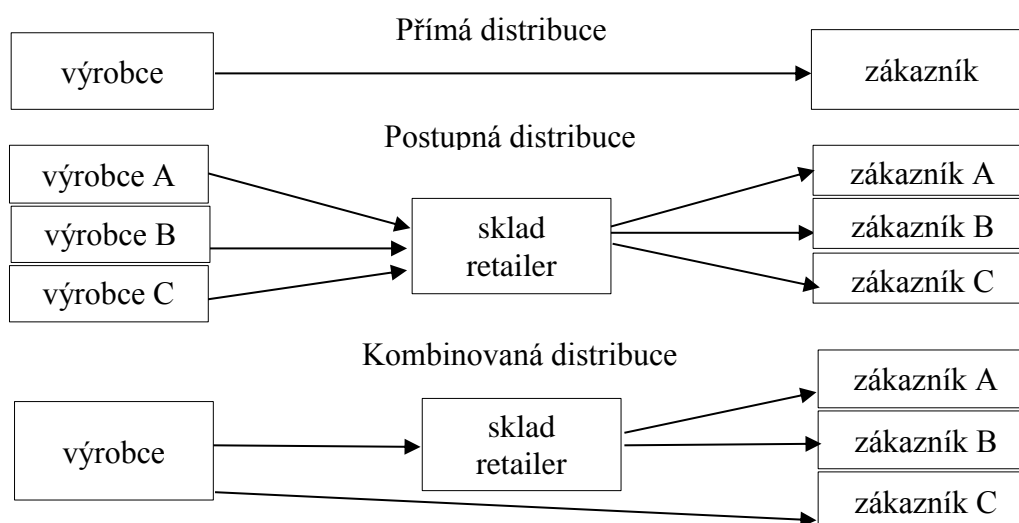 Přímá distribuce
výrobce
zákazník
Postupná distribuce
výrobce A
výrobce B
výrobce C
sklad
retailer
zákazník A
zákazník B
zákazník C
Kombinovaná distribuce
výrobce
sklad
retailer
zákazník A
zákazník B
zákazník C